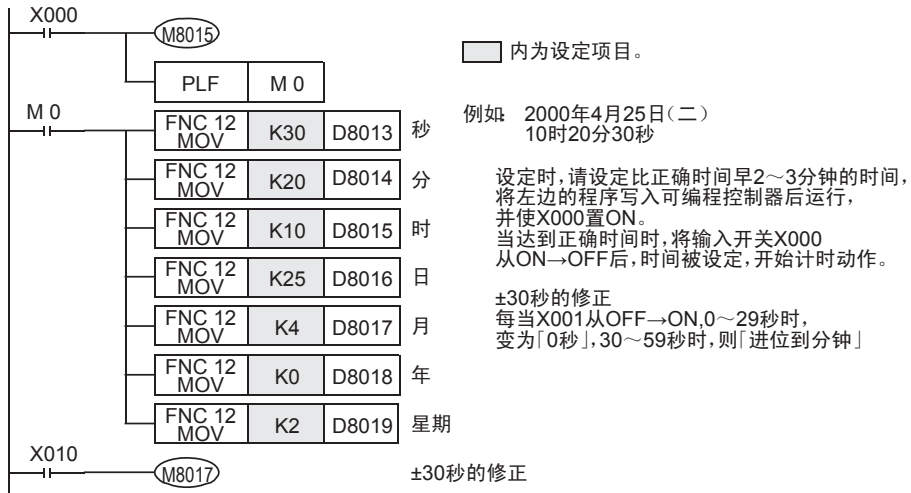 X000
M8015
内为设定项目。
PLF M 0
M 0
FNC 12 MOV K30 D8013 秒
FNC 12 MOV K20 D8014 分
FNC 12 MOV K10 D8015 时
FNC 12 MOV K25 D8016 日
FNC 12 MOV K4 D8017 月
FNC 12 MOV K0 D8018 年
FNC 12 MOV K2 D8019 星期
例如 2000年4月25日(二)
10时20分30秒
设定时,请设定比正确时间早2～3分钟的时间,
将左边的程序写入可编程控制器后运行,
并使X000置ON。
当达到正确时间时,将输入开关X000
从ON→OFF后,时间被设定,开始计时动作。
±30秒的修正
每当X001从OFF→ON,0～29秒时,
变为「0秒」,30～59秒时,则「进位到分钟」
X010
M8017 ±30秒的修正